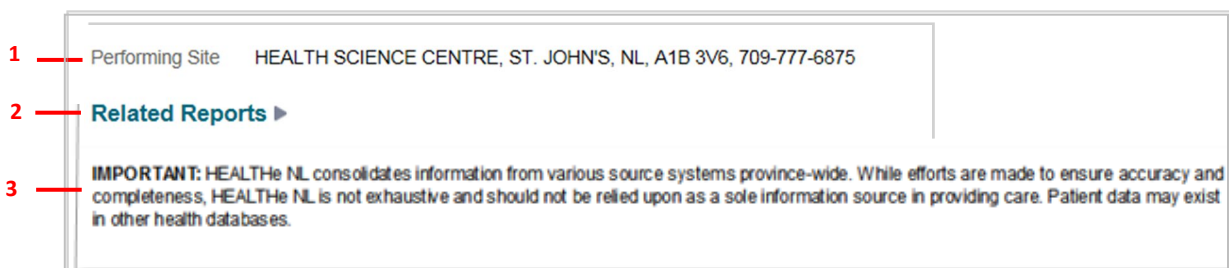 1 Performing Site HEALTH SCIENCE CENTRE, ST. JOHN'S, NL, A1B 3V6, 709-777-6875
2 Related Reports ▶
IMPORTANT: HEALTHe NL consolidates information from various source systems province-wide. While efforts are made to ensure accuracy and
3 completeness, HEALTHe NL is not exhaustive and should not be relied upon as a sole information source in providing care. Patient data may exist
in other health databases.